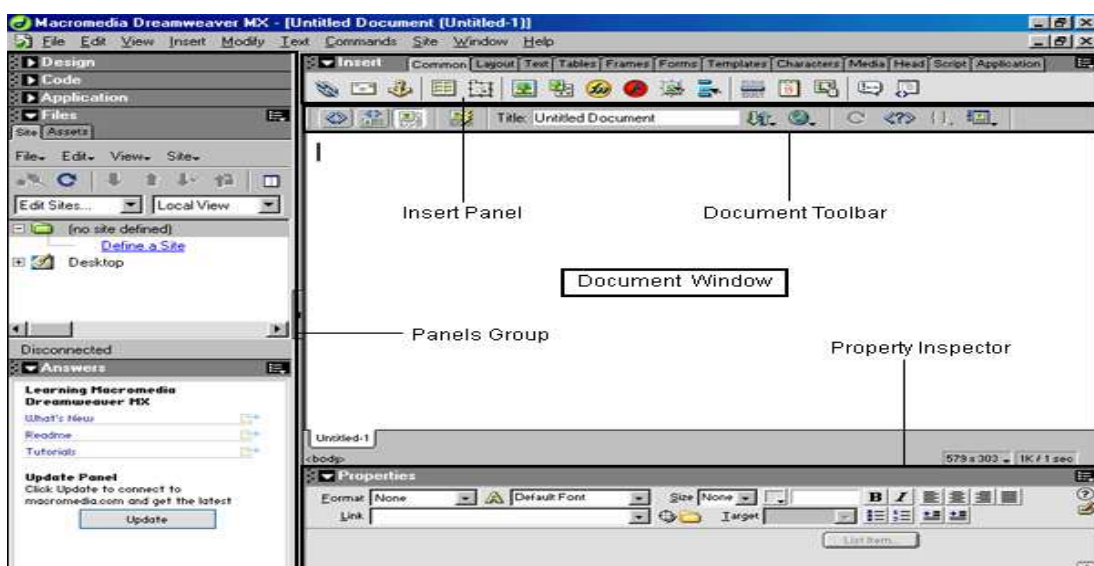 Macromedia Dreamweaver MX - [Untitled Document (Untitled-1)]
File Edit View Insert Modify Text Commands Site Window Help
Design
Code
Application
Files
Site Assets
File Edit View Site
Edit Sites... Local View
(no site defined)
Define a Site
Desktop
Disconnected
Answers
Learning Macromedia
Dreamweaver MX
What's New
Readme
Tutorials
Update Panel
Click Update to connect to
macromedia.com and get the latest
Update
Insert Common Layout Text Tables Frames Forms Templates Characters Media Head Script Application
Title: Untitled Document
Insert Panel
Document Toolbar
Document Window
Panels Group
Property Inspector
Untitled-1
<body>
579 x 303 1K / 1 sec
Properties
Format None Default Font Size None B I
Link Target
List Item...